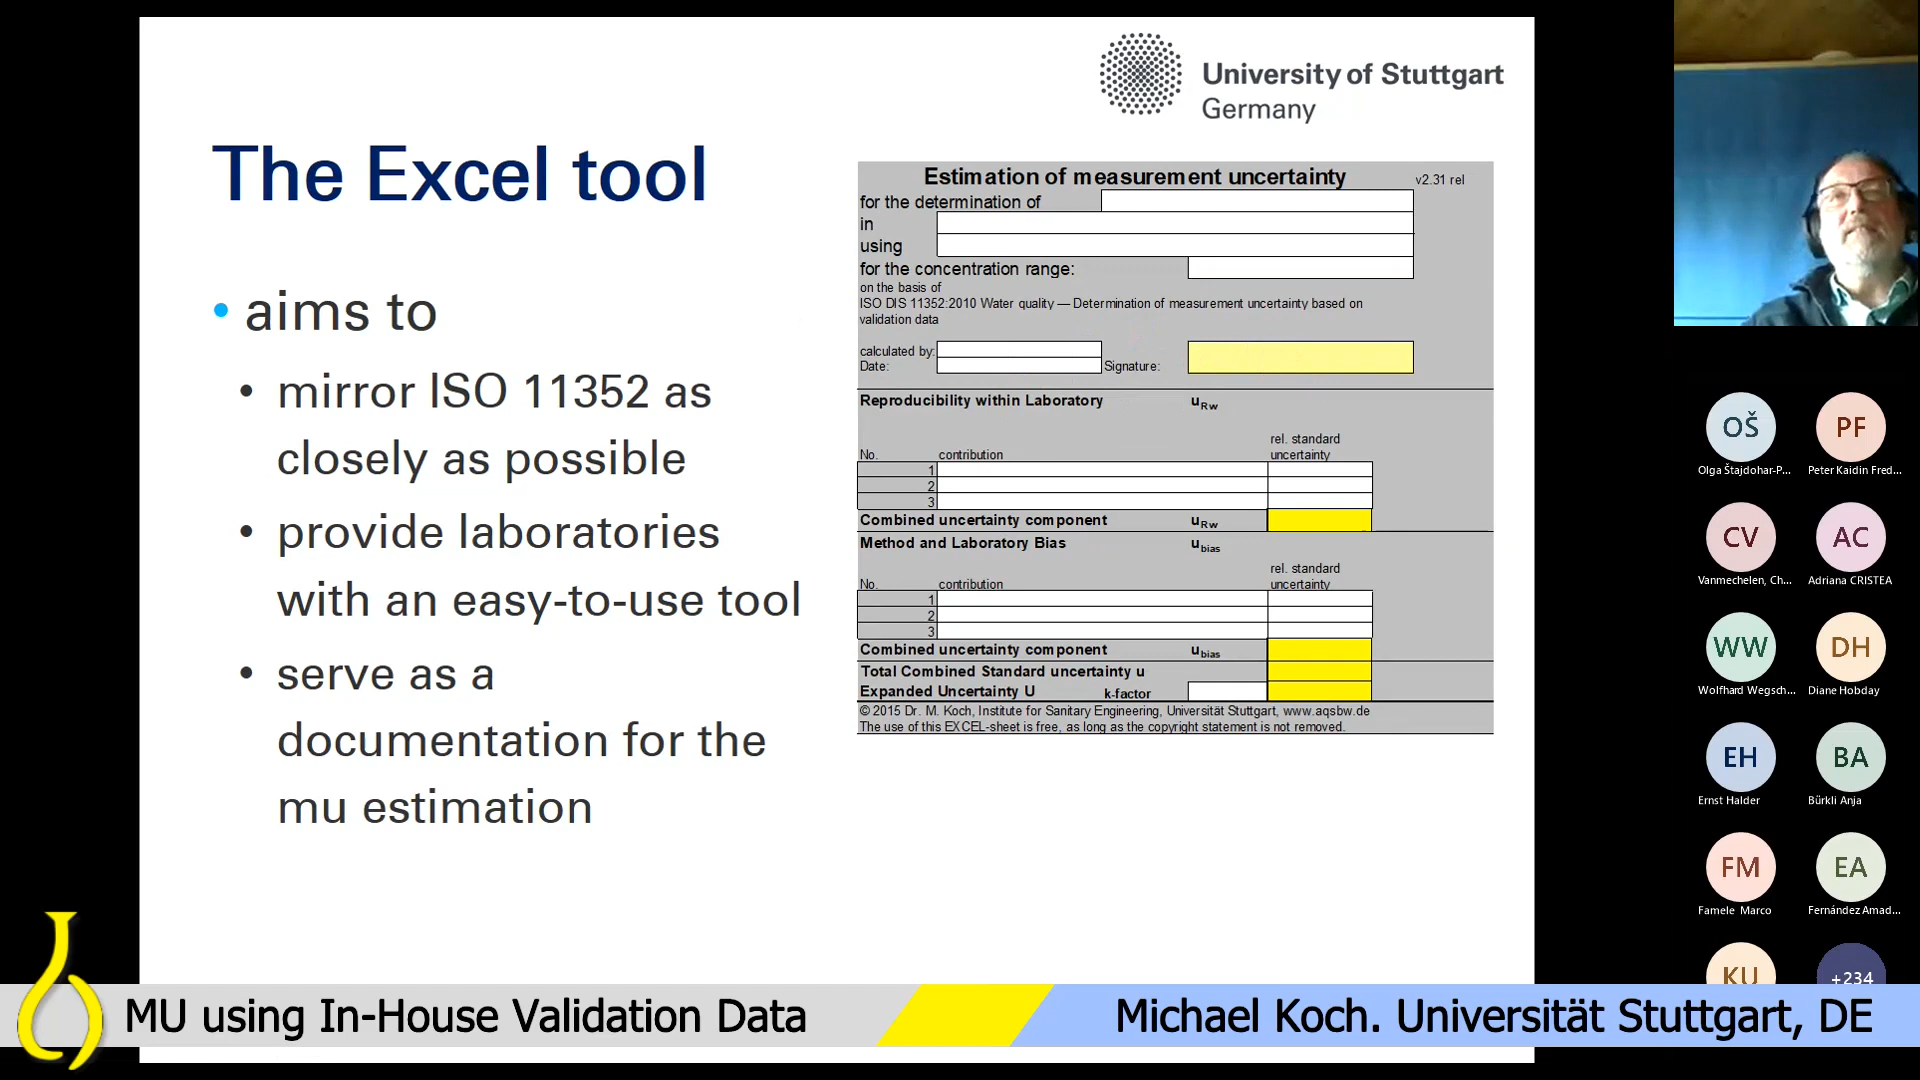 University of Stuttgart
Germany
The Excel tool
• aims to
• mirror ISO 11352 as
closely as possible
• provide laboratories
with an easy-to-use tool
• serve as a
documentation for the
mu estimation
Estimation of measurement uncertainty v2.31 rel
for the determination of
in
using
for the concentration range:
on the basis of
ISO DIS 11352:2010 Water quality — Determination of measurement uncertainty based on
validation data
calculated by:
Date: Signature:
Reproducibility within Laboratory uRw
rel. standard
No. contribution uncertainty
1
2
3
Combined uncertainty component uRw
Method and Laboratory Bias ubias
rel. standard
No. contribution uncertainty
1
2
3
Combined uncertainty component ubias
Total Combined Standard uncertainty u
Expanded Uncertainty U k-factor
© 2015 Dr. M. Koch, Institute for Sanitary Engineering, Universität Stuttgart, www.aqsbw.de
The use of this EXCEL-sheet is free, as long as the copyright statement is not removed.
OŠ PF
Olga Štajdohar-P... Peter Kaidin Fred...
CV AC
Vanmechelen, Ch... Adriana CRISTEA
WW DH
Wolfhard Wegsch... Diane Hobday
EH BA
Ernst Halder Bürkli Anja
FM EA
Famele Marco Fernández Amad...
KU +234
MU using In-House Validation Data
Michael Koch. Universität Stuttgart, DE